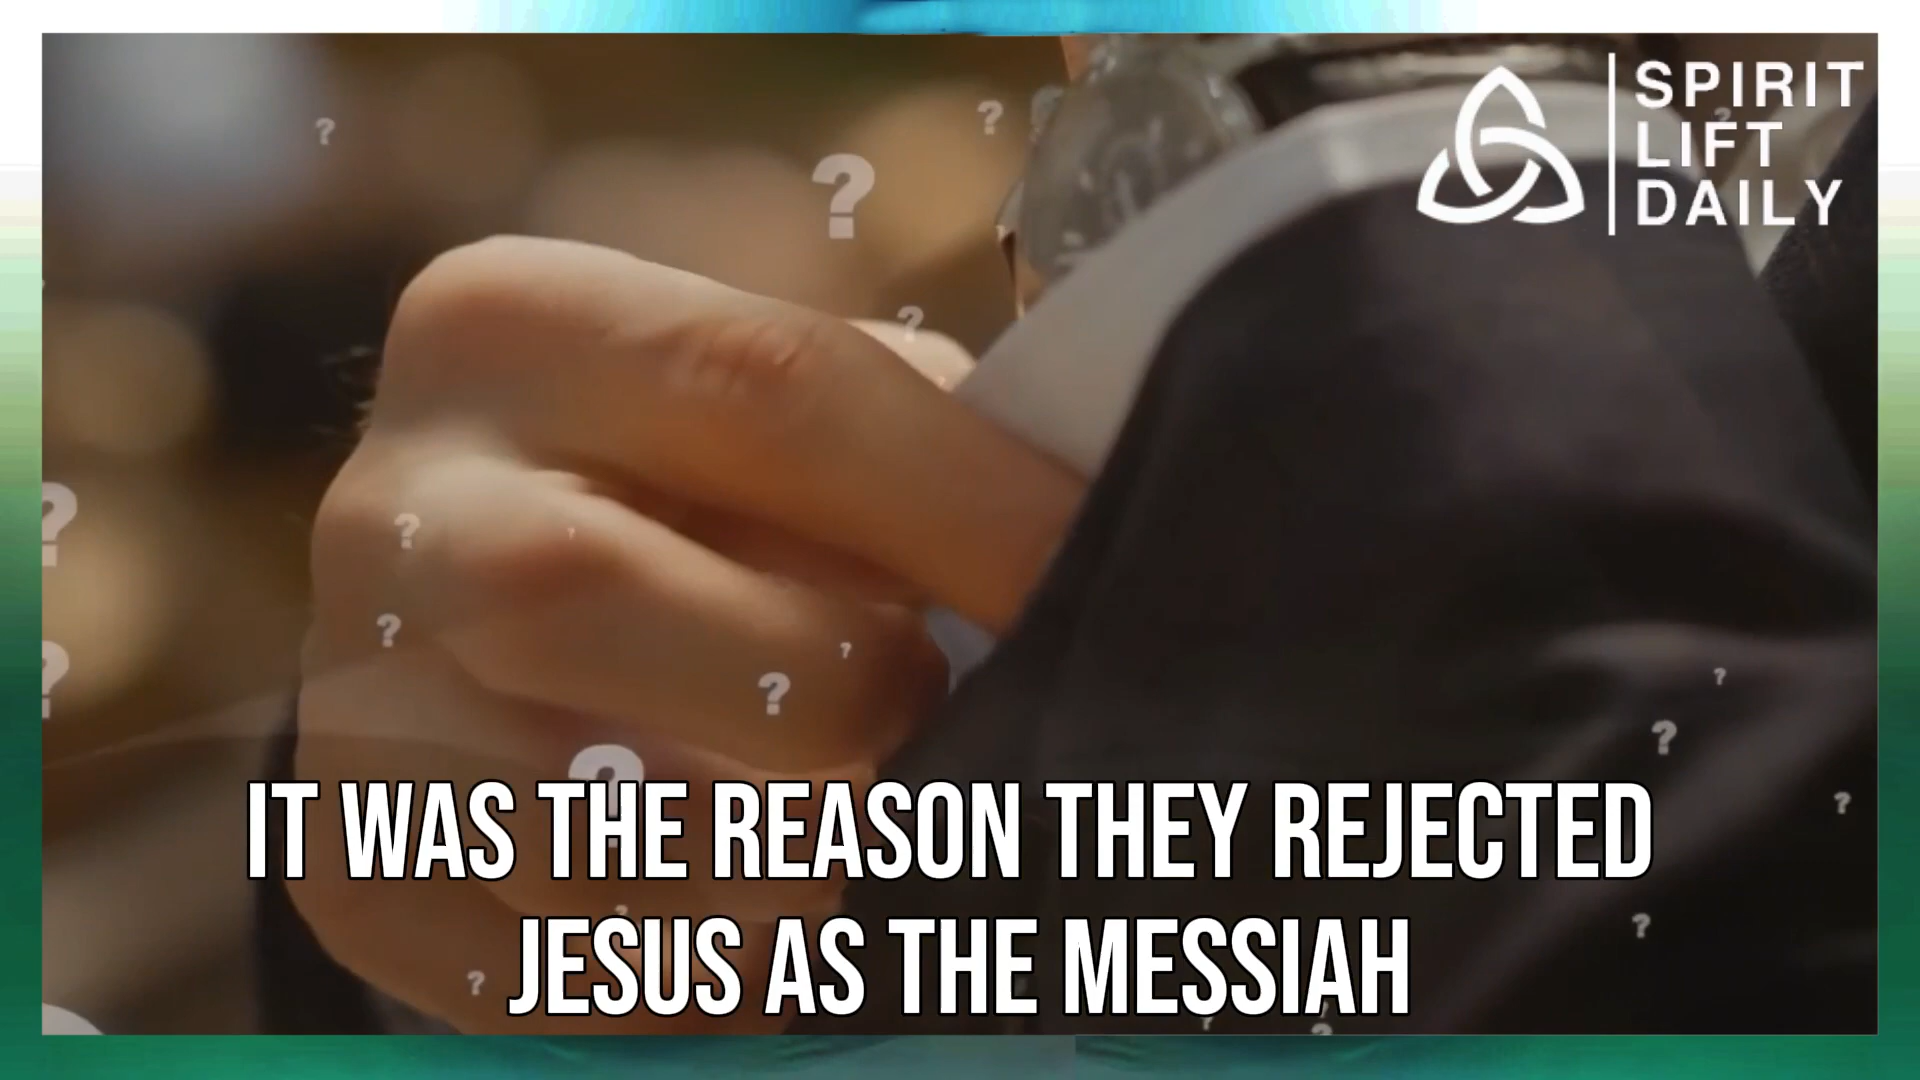 SPIRIT
LIFT
DAILY
IT WAS THE REASON THEY REJECTED
JESUS AS THE MESSIAH